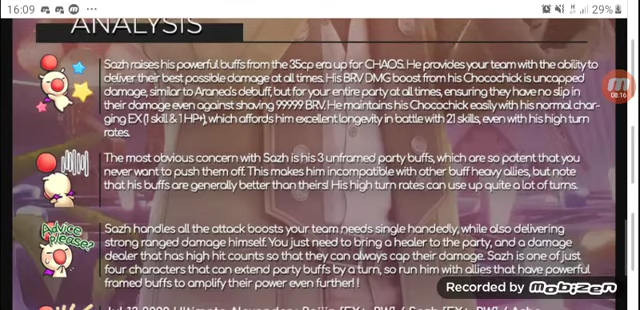 16:09
29%
ANALYSIS
Sazh raises his powerful buffs from the 35cp era up for CHAOS. He provides your team with the ability to
deliver their best possible damage at all times. His BRV DMG boost from his Chocochick is uncapped
damage, similar to Aranea's debuff, but for your entire party at all times, ensuring they have no slip in
their damage even against shaving 99999 BRV. He maintains his Chocochick easily with his normal char-
ging EX (1 skill & 1 HP+), which affords him excellent longevity in battle with 21 skills, even with his high turn
rates.
08:16
The most obvious concern with Sazh is his 3 unframed party buffs, which are so potent that you
never want to push them off. This makes him incompatible with other buff heavy allies, but note
that his buffs are generally better than theirs! His high turn rates can use up quite a lot of turns.
Advice
Please?
Sazh handles all the attack boosts your team needs single handedly, while also delivering
strong ranged damage himself. You just need to bring a healer to the party, and a damage
dealer that has high hit counts so that they can always cap their damage. Sazh is one of just
four characters that can extend party buffs by a turn, so run him with allies that have powerful
framed buffs to amplify their power even further! !
Recorded by Mobizen